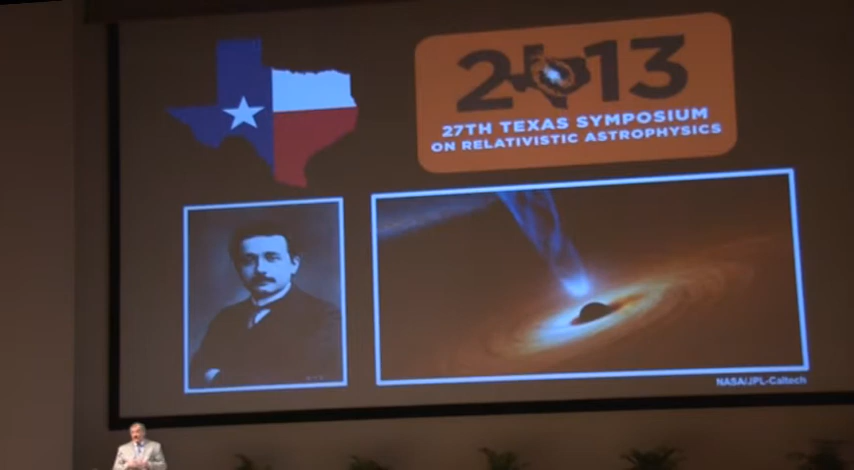 2013
27TH TEXAS SYMPOSIUM
ON RELATIVISTIC ASTROPHYSICS
NASA/JPL-Caltech